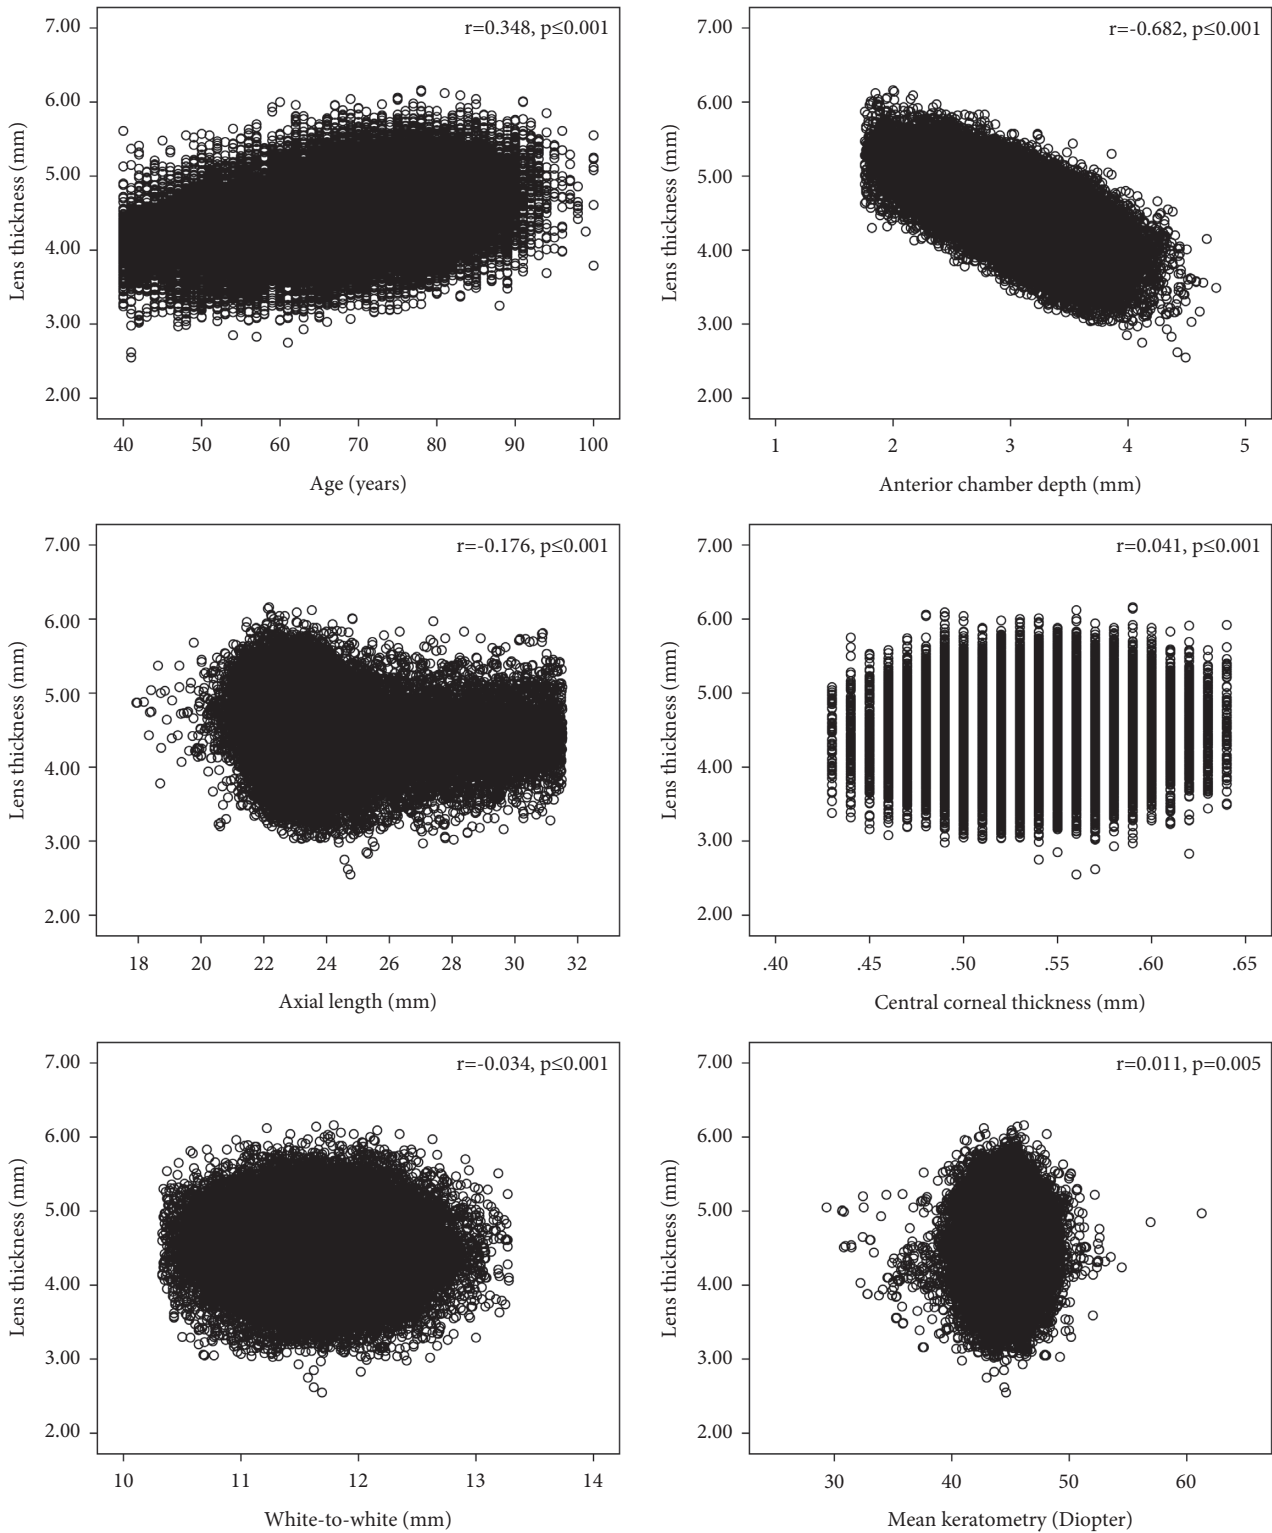 r=0.348, p≤0.001
7.00
6.00
5.00
4.00
3.00
2.00
Lens thickness (mm)
40 50 60 70 80 90 100
Age (years)
r=-0.682, p≤0.001
7.00
6.00
5.00
4.00
3.00
2.00
Lens thickness (mm)
1 2 3 4 5
Anterior chamber depth (mm)
r=-0.176, p≤0.001
7.00
6.00
5.00
4.00
3.00
2.00
Lens thickness (mm)
18 20 22 24 26 28 30 32
Axial length (mm)
r=0.041, p≤0.001
7.00
6.00
5.00
4.00
3.00
2.00
Lens thickness (mm)
.40 .45 .50 .55 .60 .65
Central corneal thickness (mm)
r=-0.034, p≤0.001
7.00
6.00
5.00
4.00
3.00
2.00
Lens thickness (mm)
10 11 12 13 14
White-to-white (mm)
r=0.011, p=0.005
7.00
6.00
5.00
4.00
3.00
2.00
Lens thickness (mm)
30 40 50 60
Mean keratometry (Diopter)